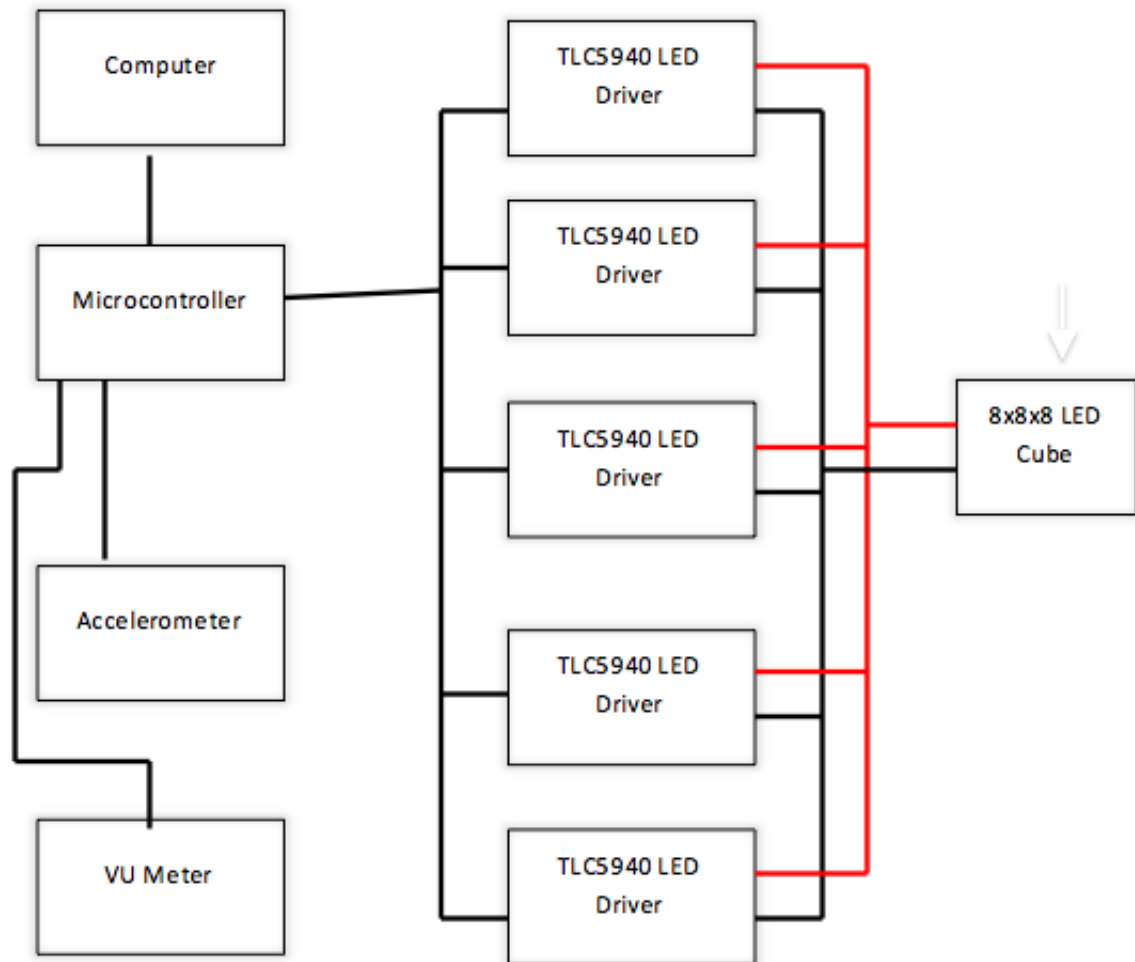 Computer
Microcontroller
Accelerometer
VU Meter
TLC5940 LED
Driver
TLC5940 LED
Driver
TLC5940 LED
Driver
TLC5940 LED
Driver
TLC5940 LED
Driver
8x8x8 LED
Cube